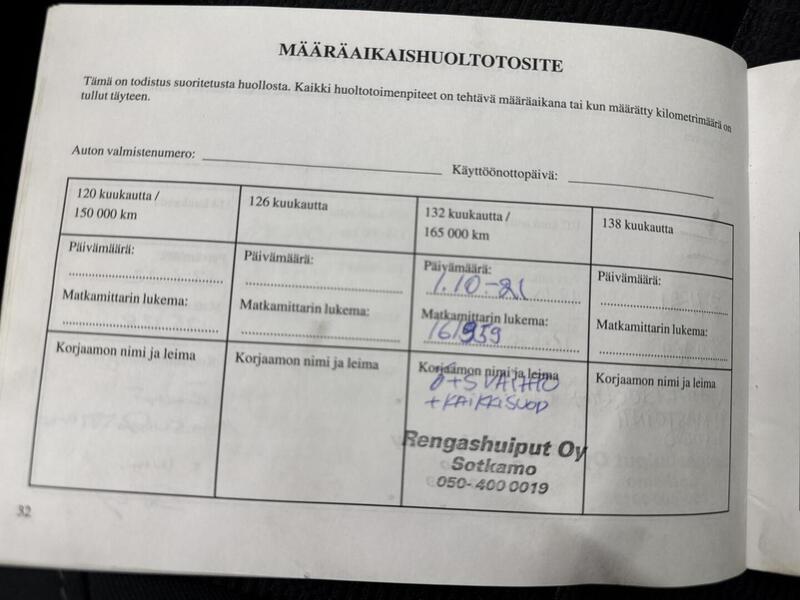 MÄÄRÄAIKAISHUOLTOTOSITE
Tämä on todistus suoritetusta huollosta. Kaikki huoltotoimenpiteet on tehtävä määräaikana tai kun määrätty kilometrimäärä on
tullut täyteen.
Auton valmistenumero:
Käyttöönottopäivä:
120 kuukautta /
150 000 km
126 kuukautta
132 kuukautta /
165 000 km
138 kuukautta
Päivämäärä:
Päivämäärä:
Päivämäärä:
1.10-21
Päivämäärä:
Matkamittarin lukema:
Matkamittarin lukema:
Matkamittarin lukema:
161959
Matkamittarin lukema:
Korjaamon nimi ja leima
Korjaamon nimi ja leima
Korjaamon nimi ja leima
Ö+S VAIHTO
+KAIKKI SUOD
Rengashuiput Oy
Sotkamo
050- 400 0019
Korjaamon nimi ja leima
32